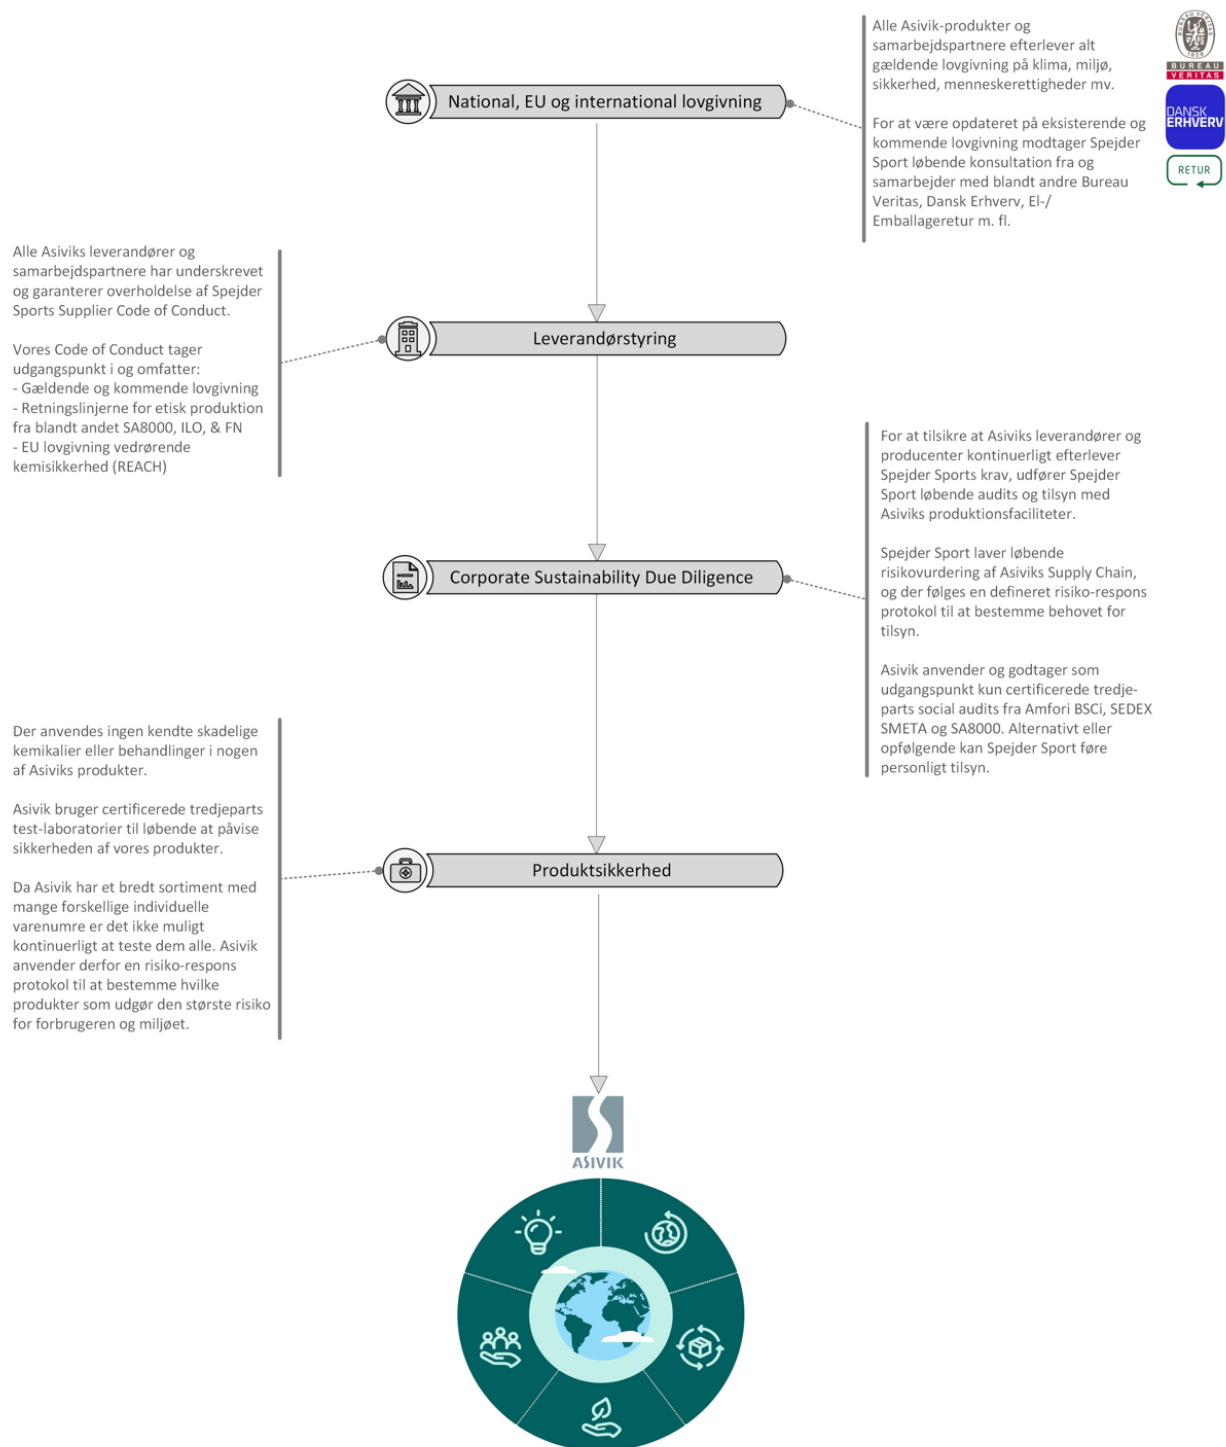 Alle Asivik-produkter og
samarbejdspartnere efterlever alt
gældende lovgivning på klima, miljø,
sikkerhed, menneskerettigheder mv.
For at være opdateret på eksisterende og
kommende lovgivning modtager Spejder
Sport løbende konsultation fra og
samarbejder med blandt andre Bureau
Veritas, Dansk Erhverv, El-/
Emballageretur m. fl.
BUREAU VERITAS
1828
BUREAU
VERITAS
DANSK
ERHVERV
RETUR
National, EU og international lovgivning
Alle Asiviks leverandører og
samarbejdspartnere har underskrevet
og garanterer overholdelse af Spejder
Sports Supplier Code of Conduct.
Vores Code of Conduct tager
udgangspunkt i og omfatter:
- Gældende og kommende lovgivning
- Retningslinjerne for etisk produktion
fra blandt andet SA8000, ILO, & FN
- EU lovgivning vedrørende
kemisikkerhed (REACH)
Leverandørstyring
For at tilsikre at Asiviks leverandører og
producenter kontinuerligt efterlever
Spejder Sports krav, udfører Spejder
Sport løbende audits og tilsyn med
Asiviks produktionsfaciliteter.
Spejder Sport laver løbende
risikovurdering af Asiviks Supply Chain,
og der følges en defineret risiko-respons
protokol til at bestemme behovet for
tilsyn.
Asivik anvender og godtager som
udgangspunkt kun certificerede tredje-
parts social audits fra Amfori BSCi, SEDEX
SMETA og SA8000. Alternativt eller
opfølgende kan Spejder Sport føre
personligt tilsyn.
Corporate Sustainability Due Diligence
Der anvendes ingen kendte skadelige
kemikalier eller behandlinger i nogen
af Asiviks produkter.
Asivik bruger certificerede tredjeparts
test-laboratorier til løbende at påvise
sikkerheden af vores produkter.
Da Asivik har et bredt sortiment med
mange forskellige individuelle
varenumre er det ikke muligt
kontinuerligt at teste dem alle. Asivik
anvender derfor en risiko-respons
protokol til at bestemme hvilke
produkter som udgør den største risiko
for forbrugeren og miljøet.
Produktsikkerhed
ASIVIK